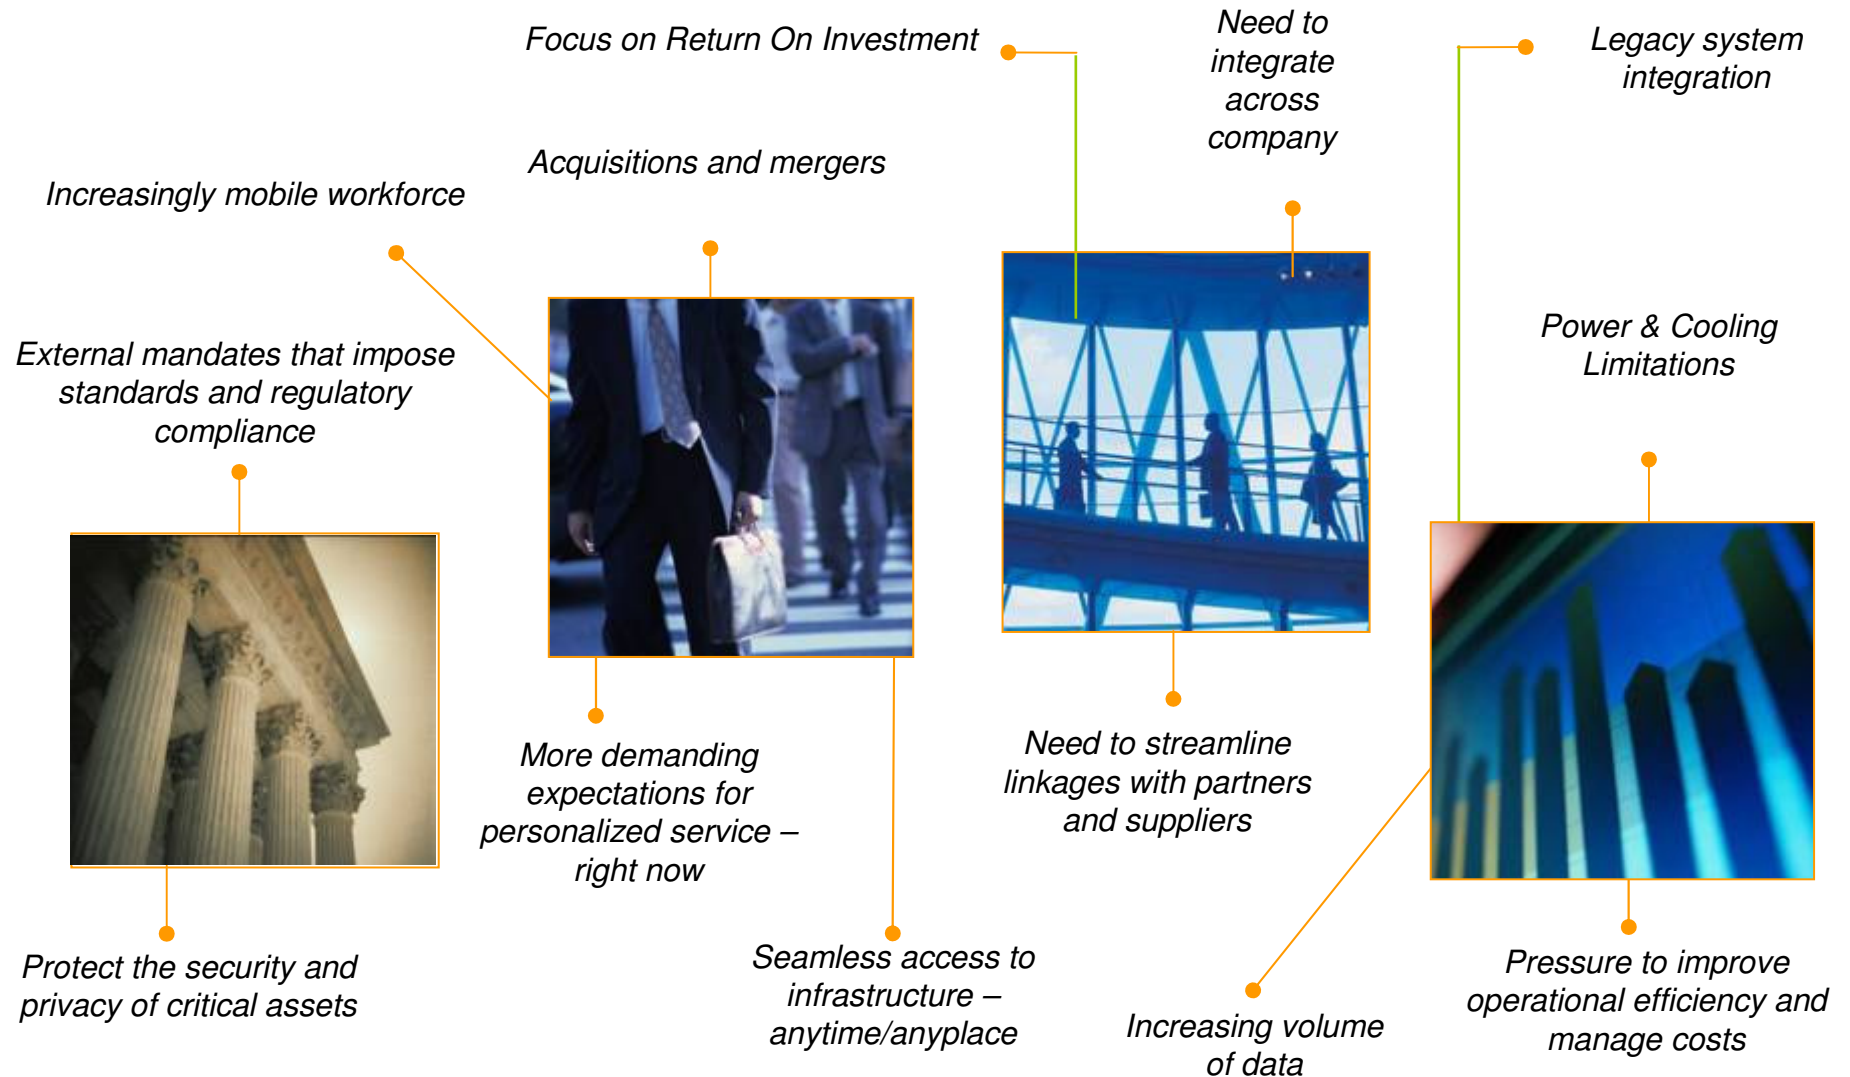 Focus on Return On Investment
Need to
integrate
across
company
Legacy system
integration
Acquisitions and mergers
Increasingly mobile workforce
External mandates that impose
standards and regulatory
compliance
Power & Cooling
Limitations
More demanding
expectations for
personalized service –
right now
Need to streamline
linkages with partners
and suppliers
Protect the security and
privacy of critical assets
Seamless access to
infrastructure –
anytime/anyplace
Increasing volume
of data
Pressure to improve
operational efficiency and
manage costs